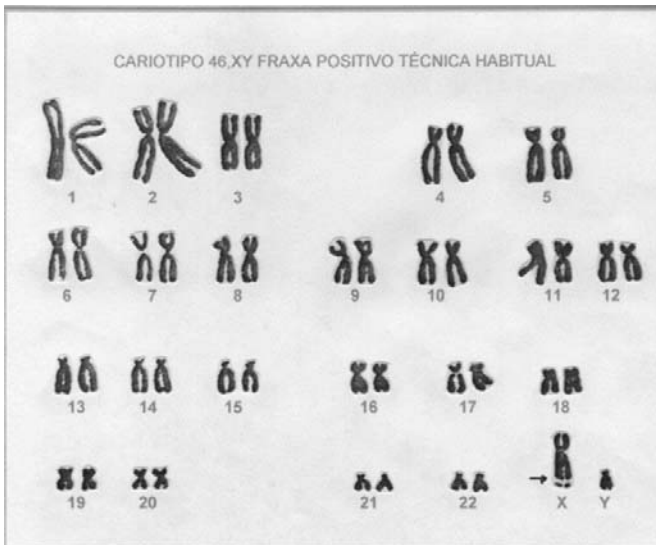 CARIOTIPO 46,XY FRAXA POSITIVO TÉCNICA HABITUAL
1 2 3 4 5
6 7 8 9 10 11 12
13 14 15 16 17 18
19 20 21 22 X Y